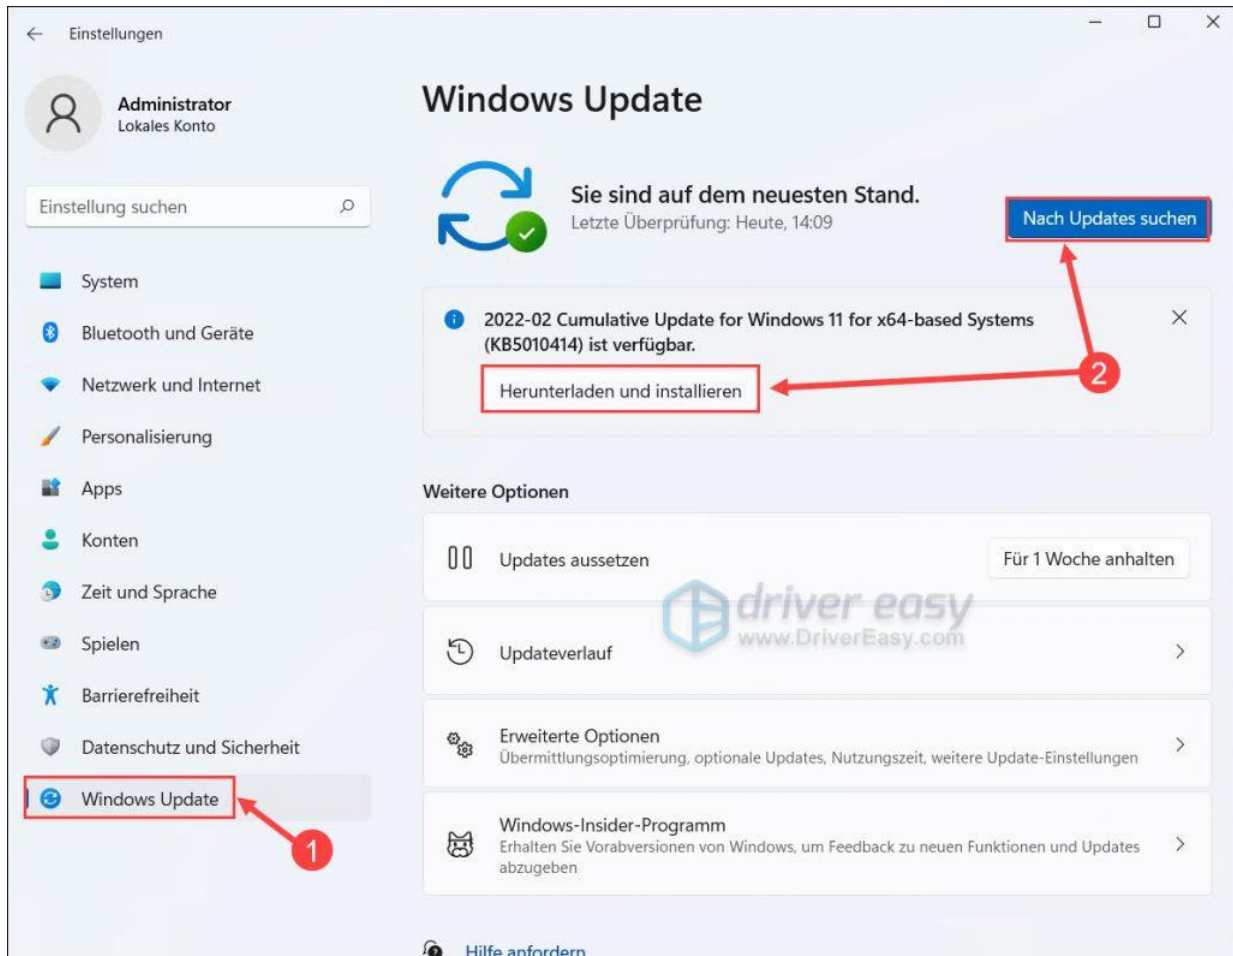 Einstellungen
Administrator
Lokales Konto
Einstellung suchen
System
Bluetooth und Geräte
Netzwerk und Internet
Personalisierung
Apps
Konten
Zeit und Sprache
Spielen
Barrierefreiheit
Datenschutz und Sicherheit
Windows Update
1
Windows Update
Sie sind auf dem neuesten Stand.
Letzte Überprüfung: Heute, 14:09
Nach Updates suchen
2022-02 Cumulative Update for Windows 11 for x64-based Systems
(KB5010414) ist verfügbar.
Herunterladen und installieren
2
Weitere Optionen
Updates aussetzen
Für 1 Woche anhalten
driver easy
www.DriverEasy.com
Updateverlauf
Erweiterte Optionen
Übermittlungsoptimierung, optionale Updates, Nutzungszeit, weitere Update-Einstellungen
Windows-Insider-Programm
Erhalten Sie Vorabversionen von Windows, um Feedback zu neuen Funktionen und Updates
abzugeben
Hilfe anfordern